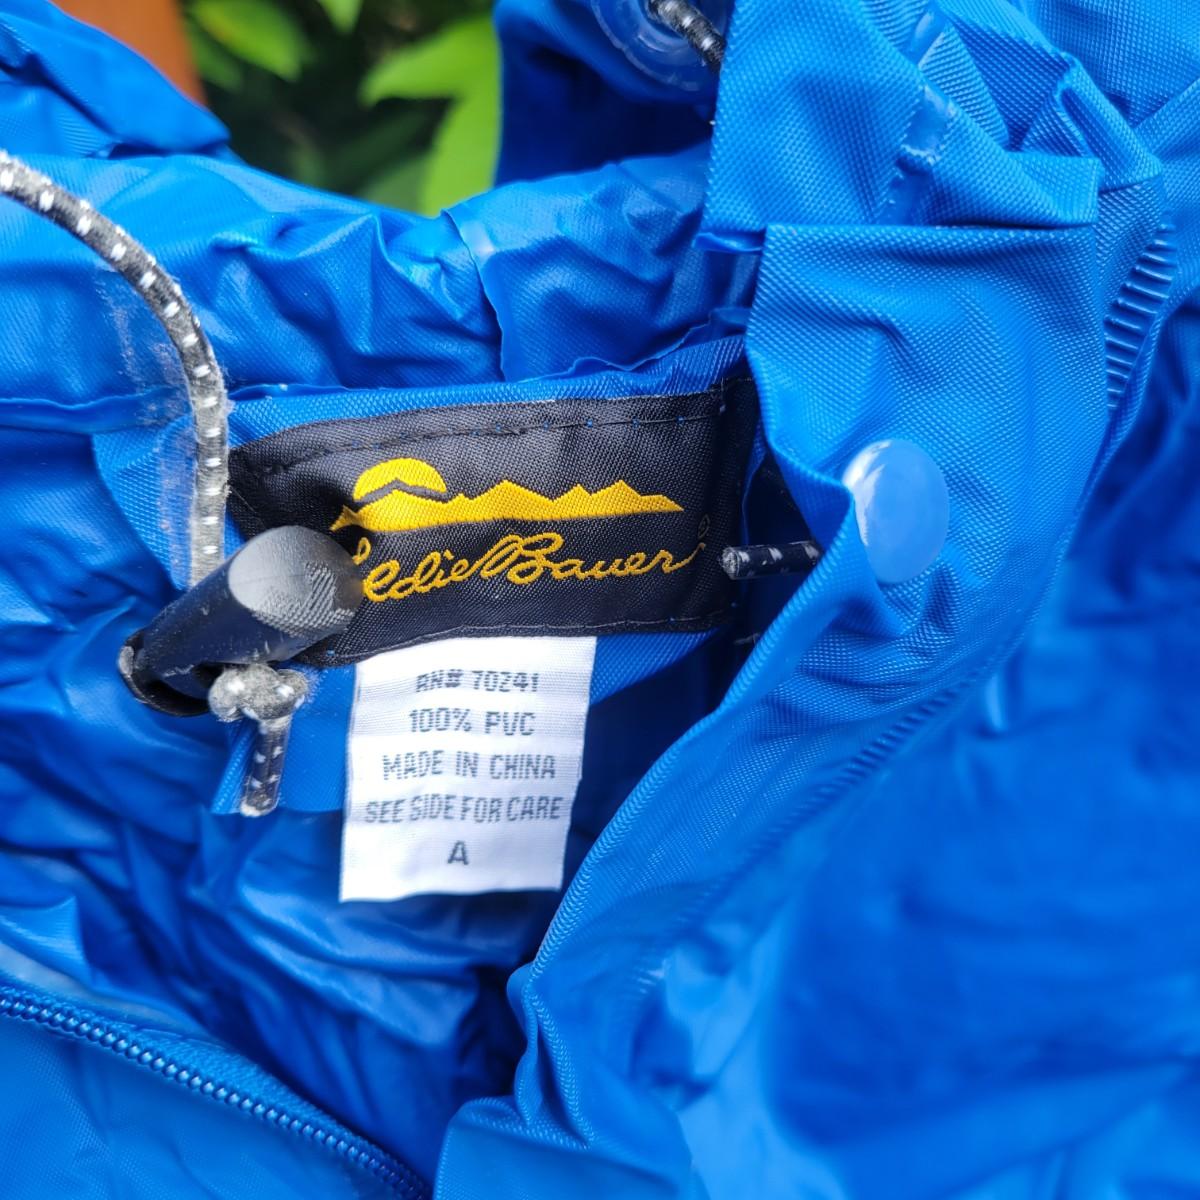 Eddie Bauer
RN# 70241
100% PVC
MADE IN CHINA
SEE SIDE FOR CARE
A